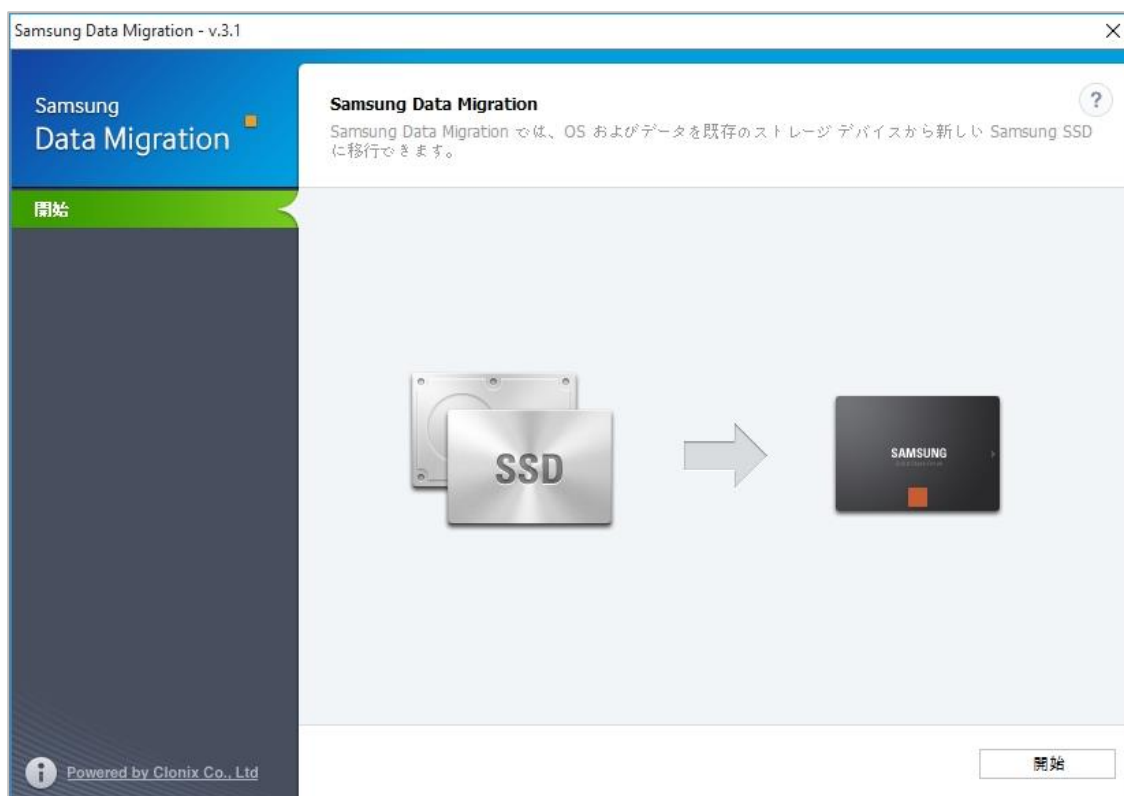 Samsung Data Migration - v.3.1
Samsung
Data Migration
Samsung Data Migration
?
Samsung Data Migration では、OS およびデータを既存のストレージ デバイスから新しい Samsung SSD
に移行できます。
開始
SSD
SAMSUNG
Powered by Clonix Co., Ltd
開始